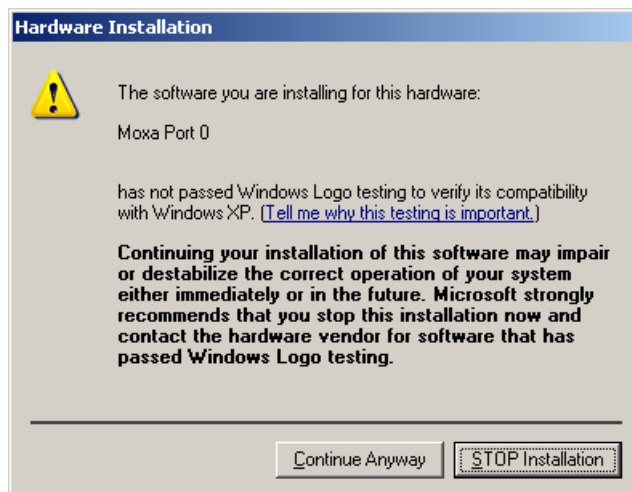 Hardware Installation
The software you are installing for this hardware:
Moxa Port 0
has not passed Windows Logo testing to verify its compatibility
with Windows XP. (Tell me why this testing is important.)
Continuing your installation of this software may impair
or destabilize the correct operation of your system
either immediately or in the future. Microsoft strongly
recommends that you stop this installation now and
contact the hardware vendor for software that has
passed Windows Logo testing.
Continue Anyway
STOP Installation